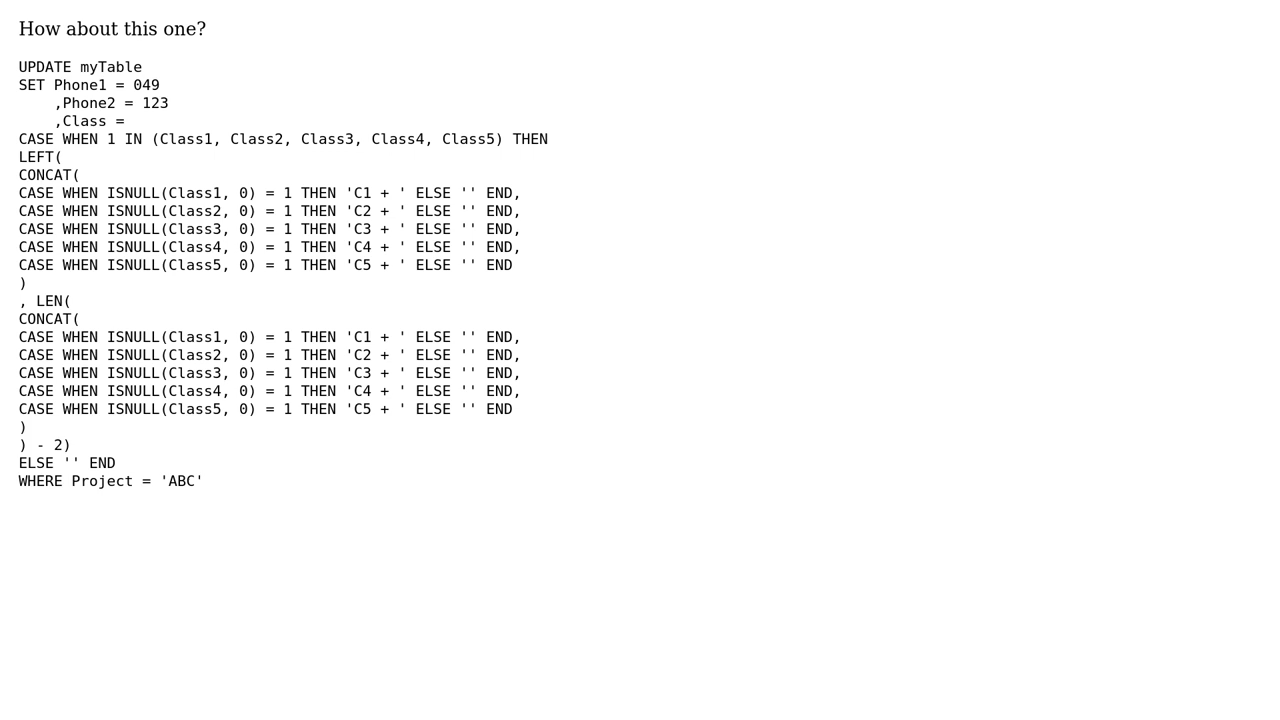 How about this one?
UPDATE myTable
SET Phone1 = 049
    ,Phone2 = 123
    ,Class =
CASE WHEN 1 IN (Class1, Class2, Class3, Class4, Class5) THEN
LEFT(
CONCAT(
CASE WHEN ISNULL(Class1, 0) = 1 THEN 'C1 + ' ELSE '' END,
CASE WHEN ISNULL(Class2, 0) = 1 THEN 'C2 + ' ELSE '' END,
CASE WHEN ISNULL(Class3, 0) = 1 THEN 'C3 + ' ELSE '' END,
CASE WHEN ISNULL(Class4, 0) = 1 THEN 'C4 + ' ELSE '' END,
CASE WHEN ISNULL(Class5, 0) = 1 THEN 'C5 + ' ELSE '' END
)
, LEN(
CONCAT(
CASE WHEN ISNULL(Class1, 0) = 1 THEN 'C1 + ' ELSE '' END,
CASE WHEN ISNULL(Class2, 0) = 1 THEN 'C2 + ' ELSE '' END,
CASE WHEN ISNULL(Class3, 0) = 1 THEN 'C3 + ' ELSE '' END,
CASE WHEN ISNULL(Class4, 0) = 1 THEN 'C4 + ' ELSE '' END,
CASE WHEN ISNULL(Class5, 0) = 1 THEN 'C5 + ' ELSE '' END
)
) - 2)
ELSE '' END
WHERE Project = 'ABC'